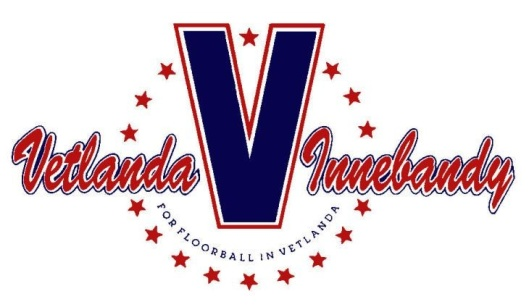 V
Vetlanda Innebandy
FOR FLOORBALL IN VETLANDA